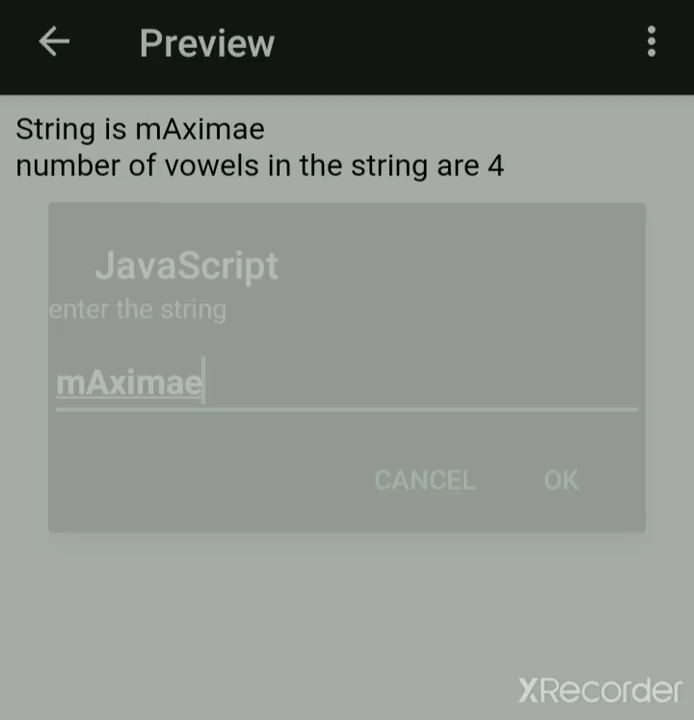 Preview
String is mAximae
number of vowels in the string are 4
JavaScript
enter the string
mAximae
CANCEL OK
XRecorder